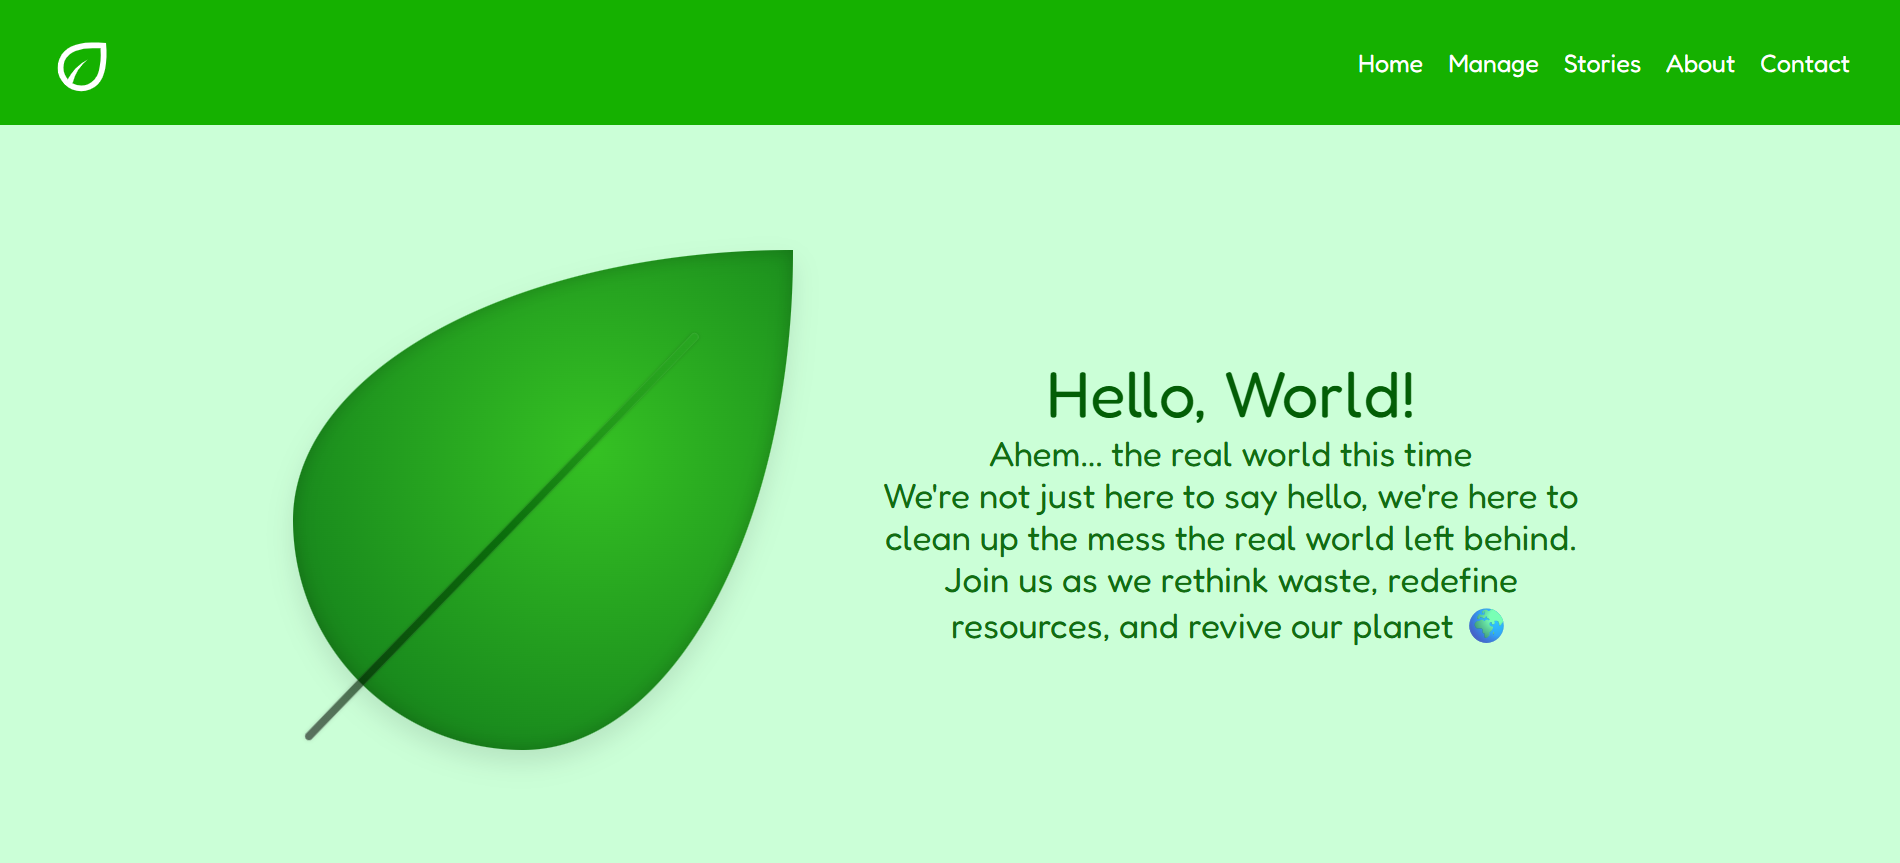 Home Manage Stories About Contact
Hello, World!
Ahem... the real world this time
We're not just here to say hello, we're here to
clean up the mess the real world left behind.
Join us as we rethink waste, redefine
resources, and revive our planet 🌍